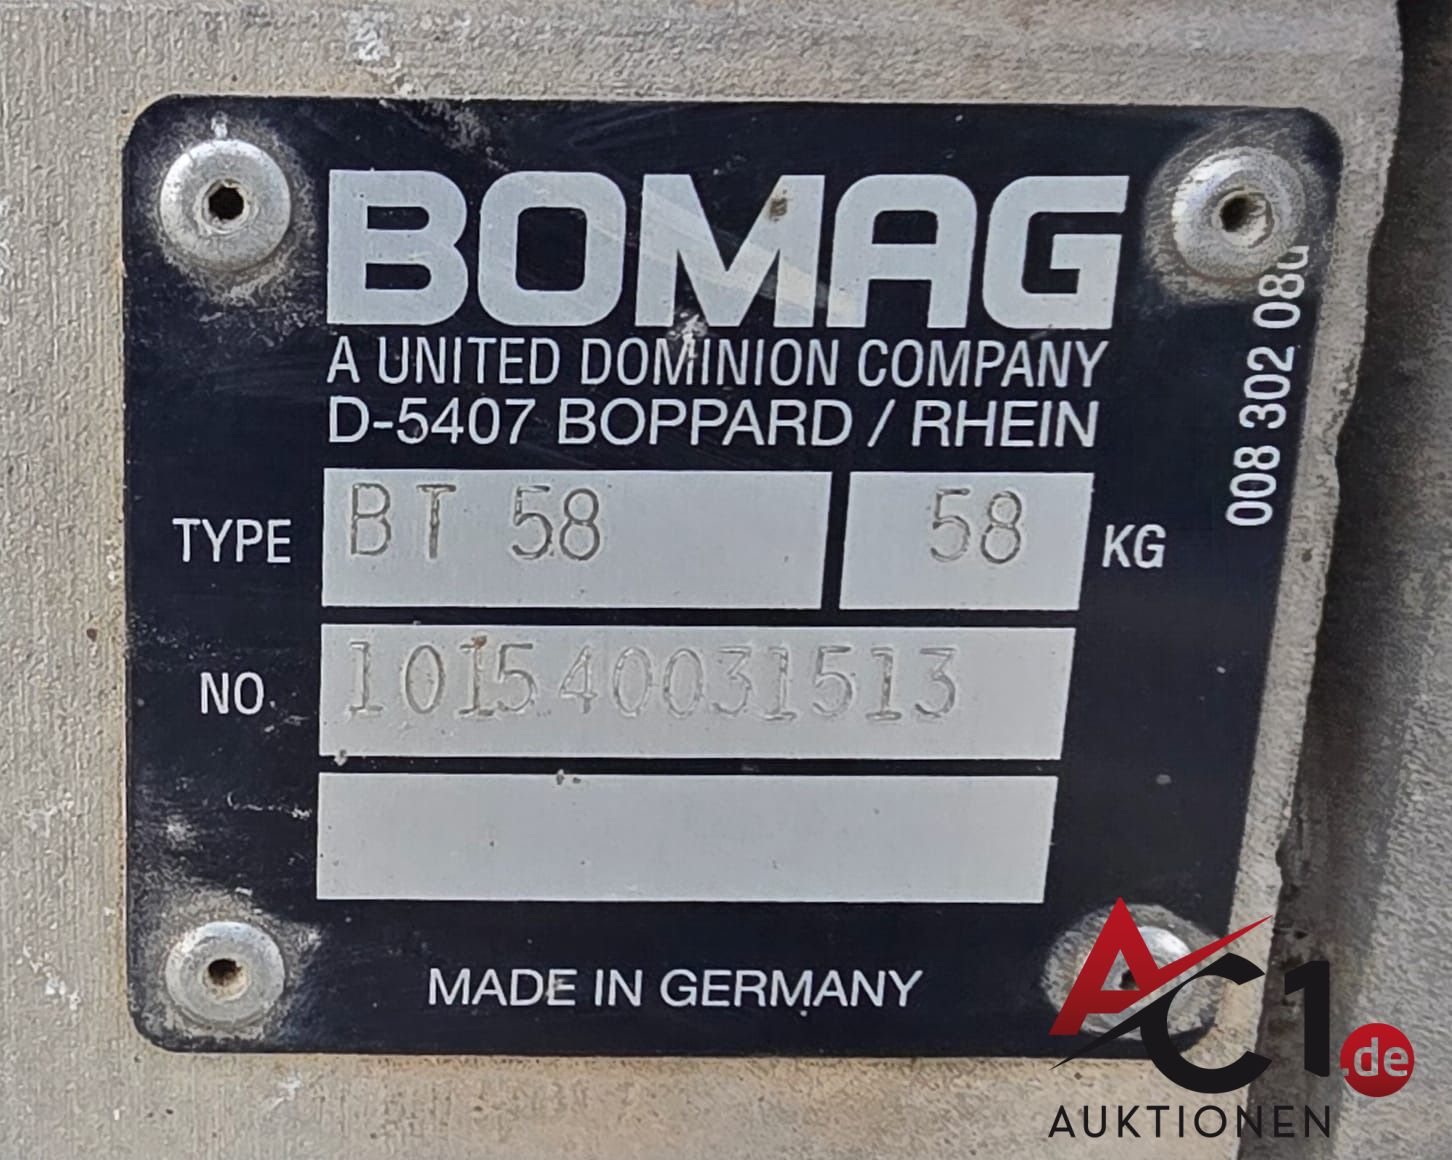 BOMAG
A UNITED DOMINION COMPANY
D-5407 BOPPARD / RHEIN
TYPE BT 58 58 KG
NO. 101540031513
MADE IN GERMANY
008 302 08
AC1.de
AUKTIONEN